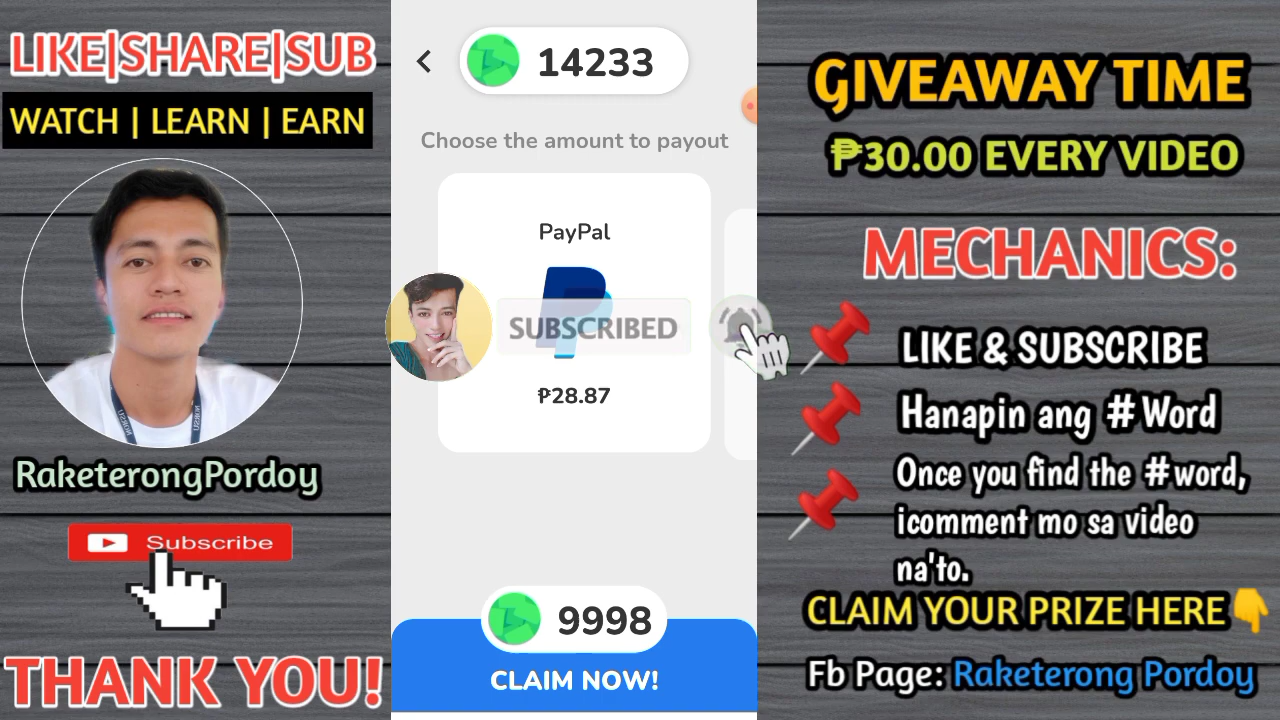 LIKE|SHARE|SUB
WATCH | LEARN | EARN
RaketerongPordoy
Subscribe
THANK YOU!
14233
Choose the amount to payout
PayPal
SUBSCRIBED
₱28.87
9998
CLAIM NOW!
GIVEAWAY TIME
₱30.00 EVERY VIDEO
MECHANICS:
LIKE & SUBSCRIBE
Hanapin ang #Word
Once you find the #word,
icomment mo sa video
na'to.
CLAIM YOUR PRIZE HERE
Fb Page: Raketerong Pordoy